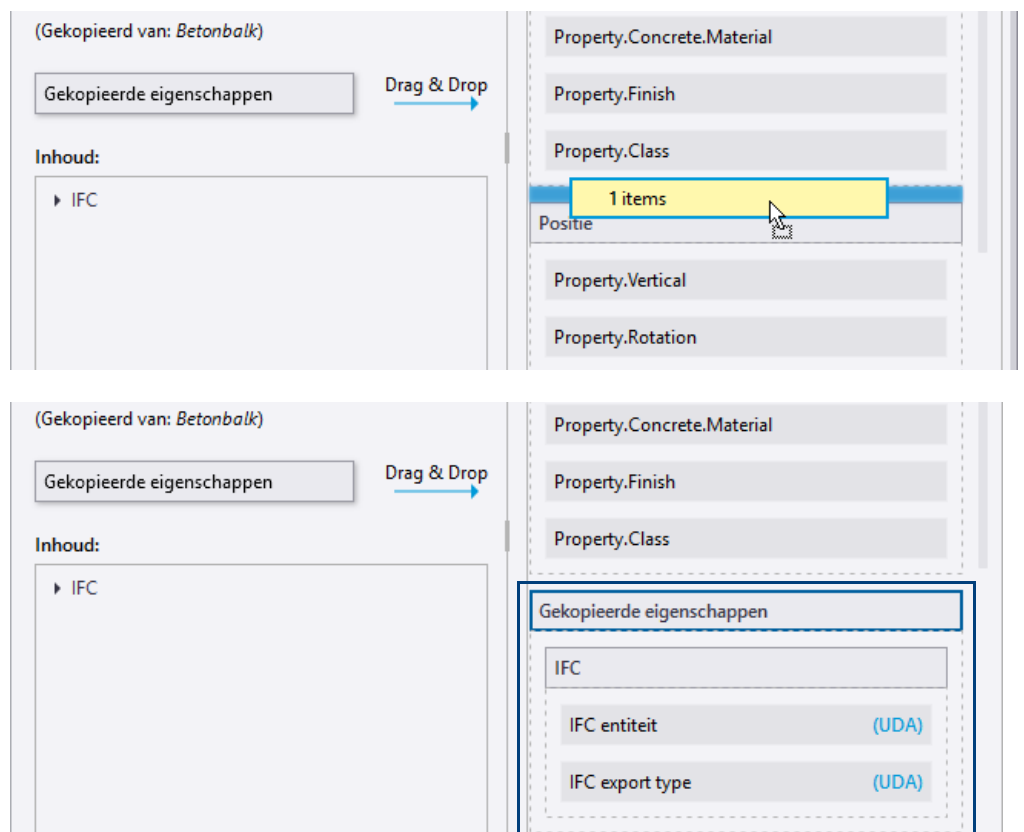 (Gekopieerd van: Betonbalk)
Gekopieerde eigenschappen
Drag & Drop
Inhoud:
IFC
Property.Concrete.Material
Property.Finish
Property.Class
1 items
Positie
Property.Vertical
Property.Rotation
(Gekopieerd van: Betonbalk)
Gekopieerde eigenschappen
Drag & Drop
Inhoud:
IFC
Property.Concrete.Material
Property.Finish
Property.Class
Gekopieerde eigenschappen
IFC
IFC entiteit (UDA)
IFC export type (UDA)